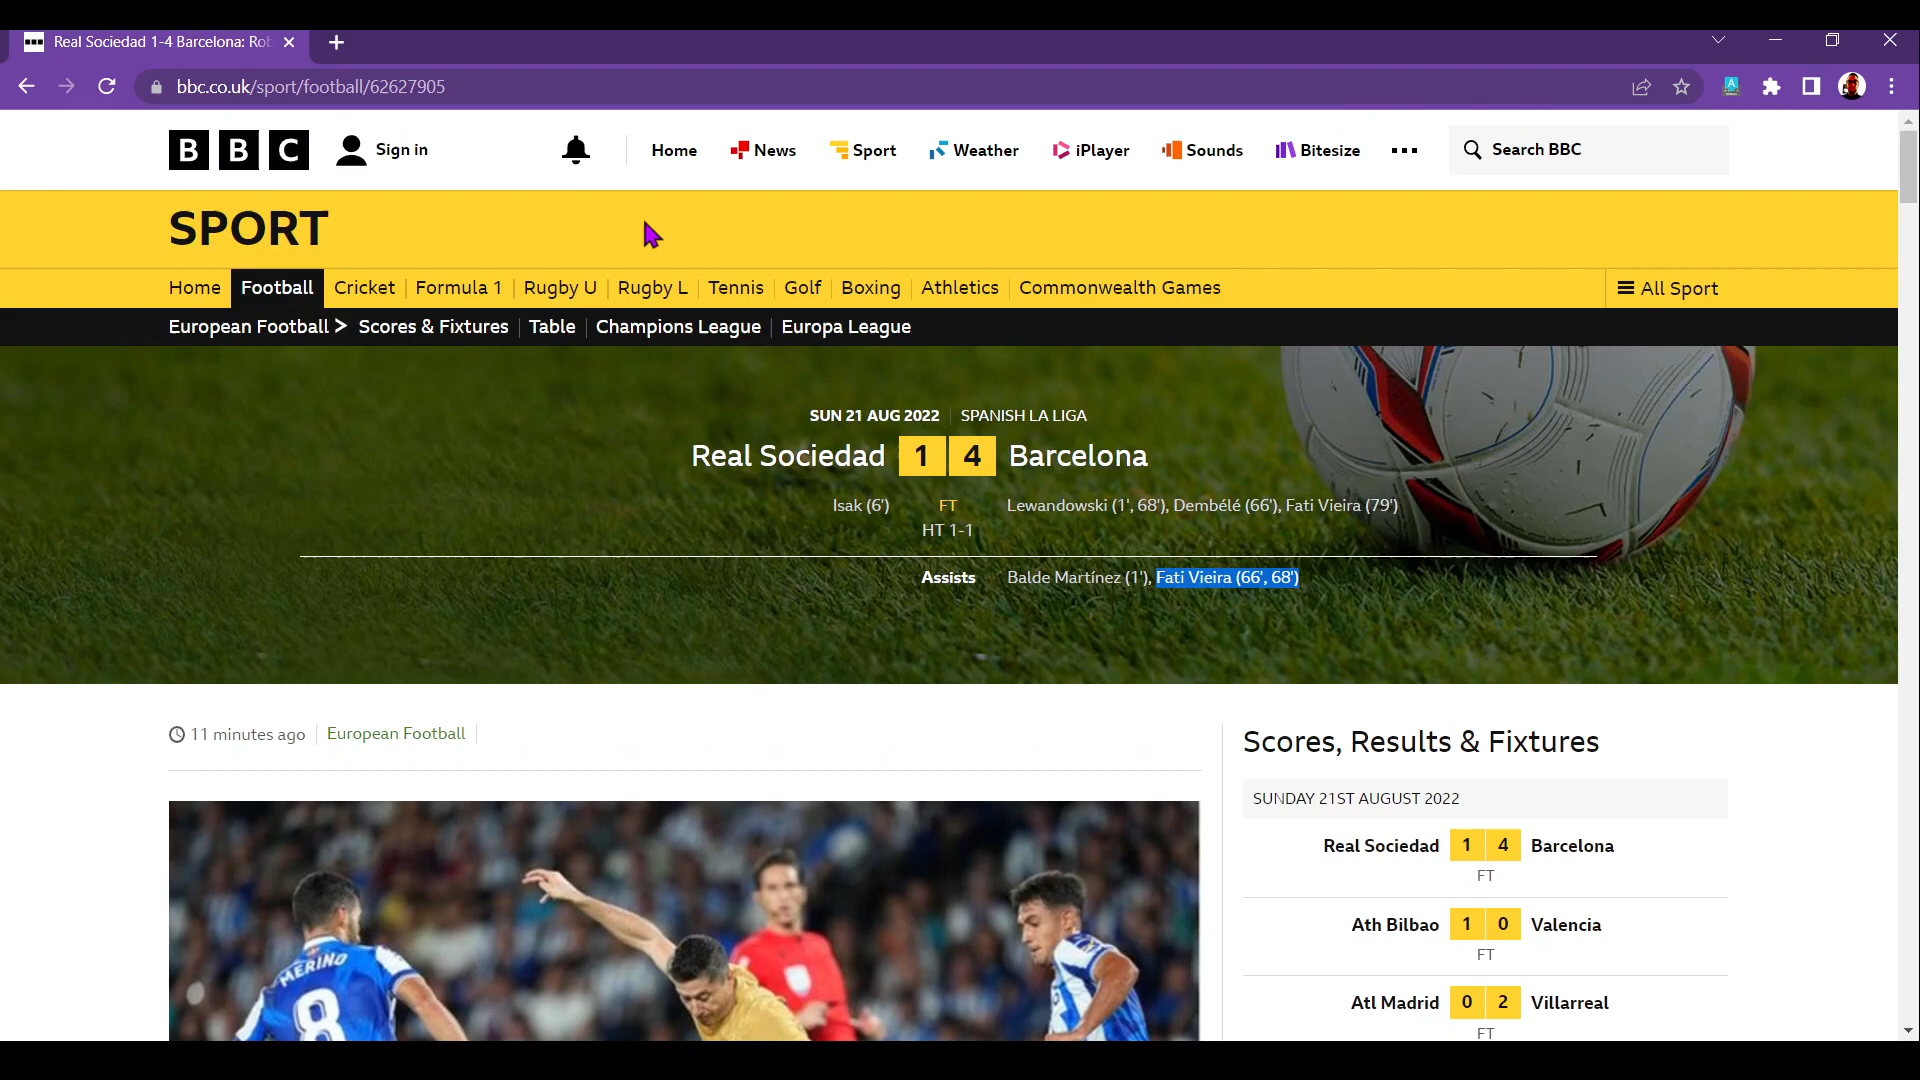 Real Sociedad 1-4 Barcelona: Rob
bbc.co.uk/sport/football/62627905
BBC Sign in Home News Sport Weather iPlayer Sounds Bitesize Search BBC
SPORT
Home Football Cricket Formula 1 Rugby U Rugby L Tennis Golf Boxing Athletics Commonwealth Games All Sport
European Football Scores & Fixtures Table Champions League Europa League
SUN 21 AUG 2022 SPANISH LA LIGA
Real Sociedad 1 4 Barcelona
Isak (6') FT Lewandowski (1', 68'), Dembélé (66'), Fati Vieira (79')
HT 1-1
Assists Balde Martínez (1'), Fati Vieira (66', 68')
11 minutes ago European Football
MERINO
8
Scores, Results & Fixtures
SUNDAY 21ST AUGUST 2022
Real Sociedad 1 4 Barcelona
FT
Ath Bilbao 1 0 Valencia
FT
Atl Madrid 0 2 Villarreal
FT